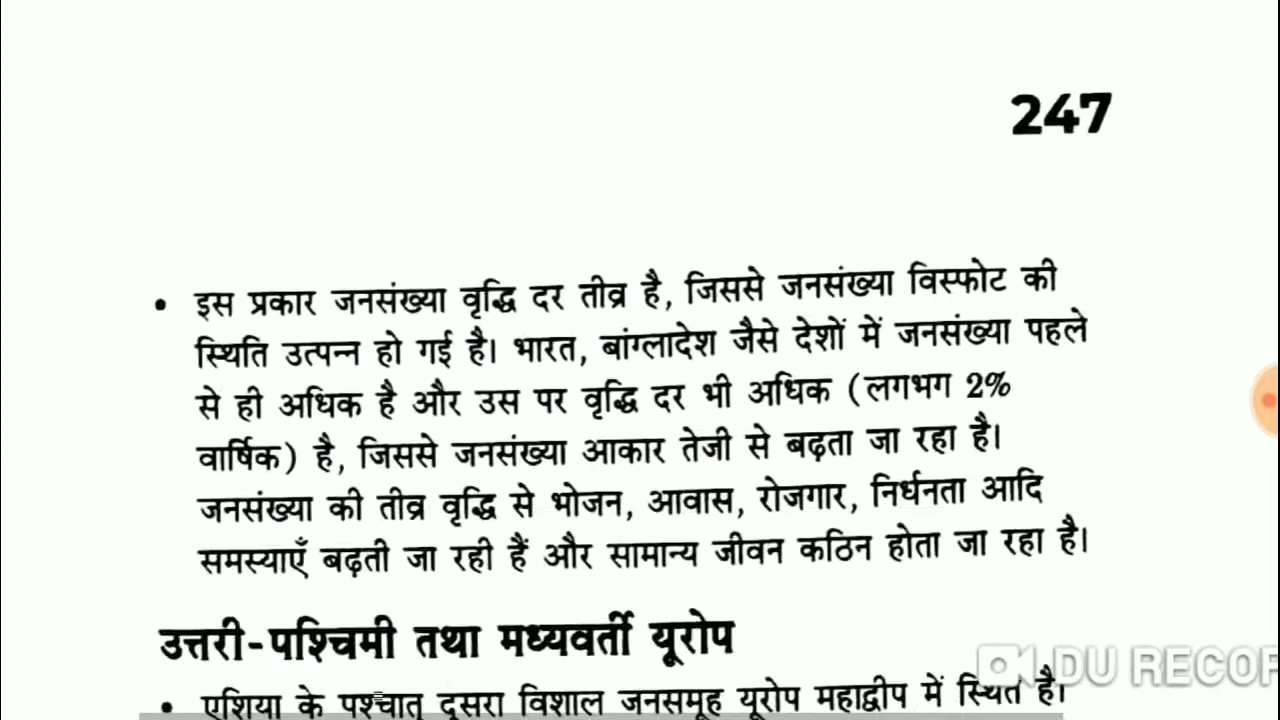 247
• इस प्रकार जनसंख्या वृद्धि दर तीव्र है, जिससे जनसंख्या विस्फोट की
स्थिति उत्पन्न हो गई है। भारत, बांग्लादेश जैसे देशों में जनसंख्या पहले
से ही अधिक है और उस पर वृद्धि दर भी अधिक (लगभग 2%
वार्षिक) है, जिससे जनसंख्या आकार तेजी से बढ़ता जा रहा है।
जनसंख्या की तीव्र वृद्धि से भोजन, आवास, रोजगार, निर्धनता आदि
समस्याएँ बढ़ती जा रही हैं और सामान्य जीवन कठिन होता जा रहा है।
उत्तरी-पश्चिमी तथा मध्यवर्ती यूरोप
DU RECOR
• एशिया के पश्चात् दूसरा विशाल जनसमूह यूरोप महाद्वीप में स्थित है।